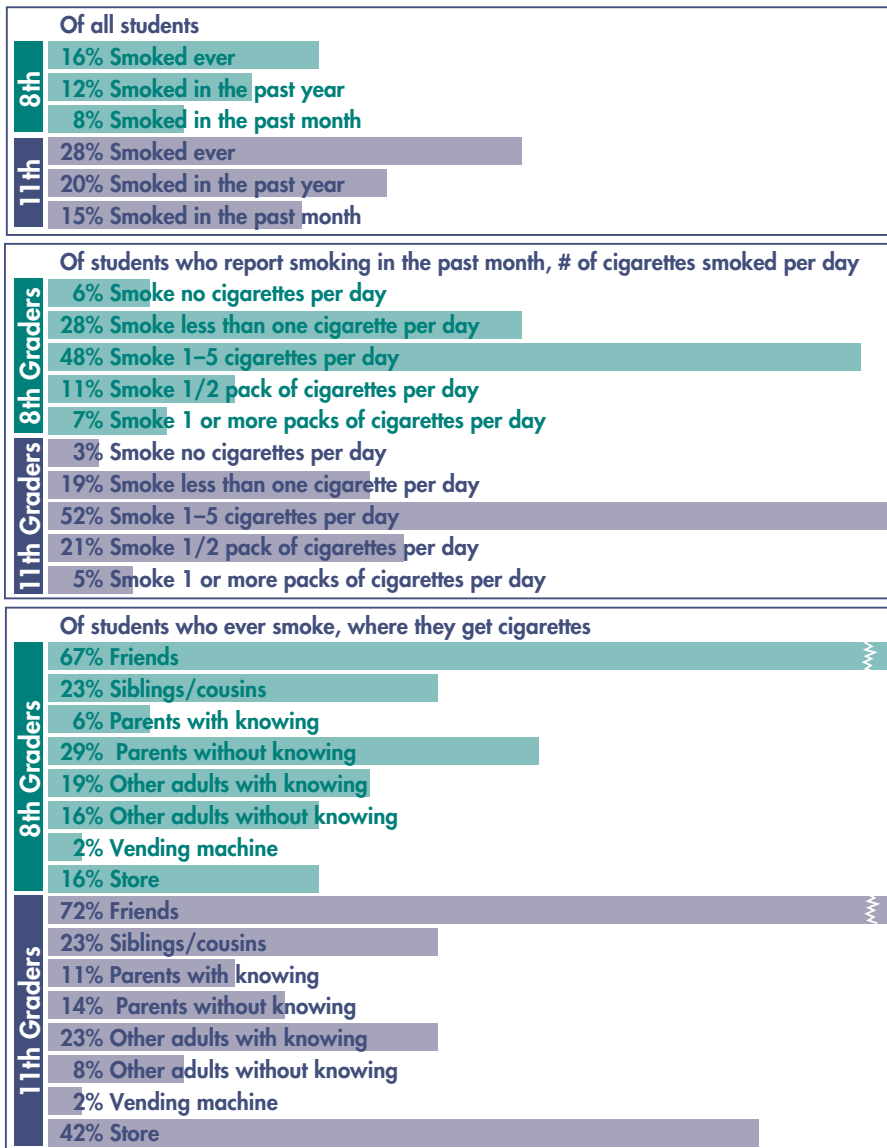 Of all students
8th
16% Smoked ever
12% Smoked in the past year
8% Smoked in the past month
11th
28% Smoked ever
20% Smoked in the past year
15% Smoked in the past month
Of students who report smoking in the past month, # of cigarettes smoked per day
8th Graders
6% Smoke no cigarettes per day
28% Smoke less than one cigarette per day
48% Smoke 1–5 cigarettes per day
11% Smoke 1/2 pack of cigarettes per day
7% Smoke 1 or more packs of cigarettes per day
11th Graders
3% Smoke no cigarettes per day
19% Smoke less than one cigarette per day
52% Smoke 1–5 cigarettes per day
21% Smoke 1/2 pack of cigarettes per day
5% Smoke 1 or more packs of cigarettes per day
Of students who ever smoke, where they get cigarettes
8th Graders
67% Friends
23% Siblings/cousins
6% Parents with knowing
29% Parents without knowing
19% Other adults with knowing
16% Other adults without knowing
2% Vending machine
16% Store
11th Graders
72% Friends
23% Siblings/cousins
11% Parents with knowing
14% Parents without knowing
23% Other adults with knowing
8% Other adults without knowing
2% Vending machine
42% Store